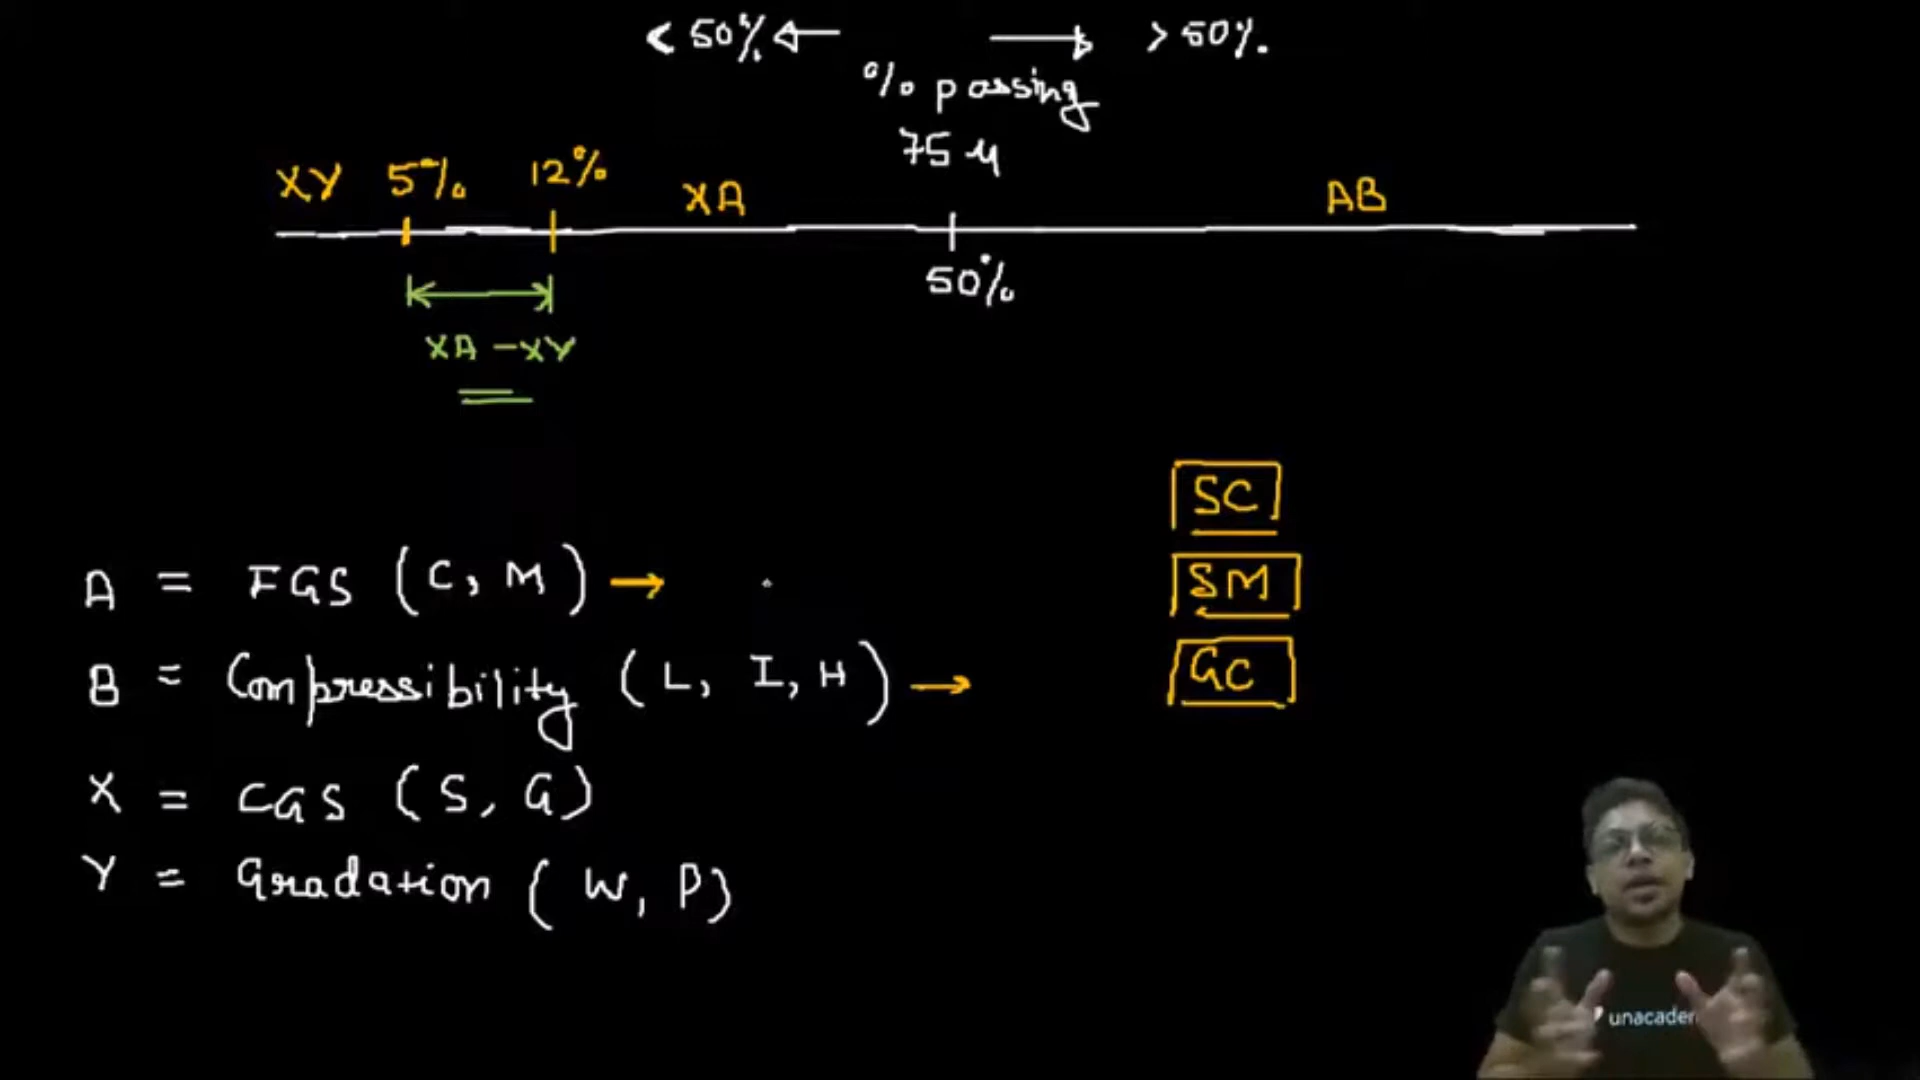 < 50% > 50%.
% passing
75 μ
XY 5% 12% XA AB
50%
XA - XY
SC
A = FGS (C, M) → SM
B = Compressibility (L, I, H) → GC
X = CGS (S, G)
Y = Gradation (W, P)
unacadem